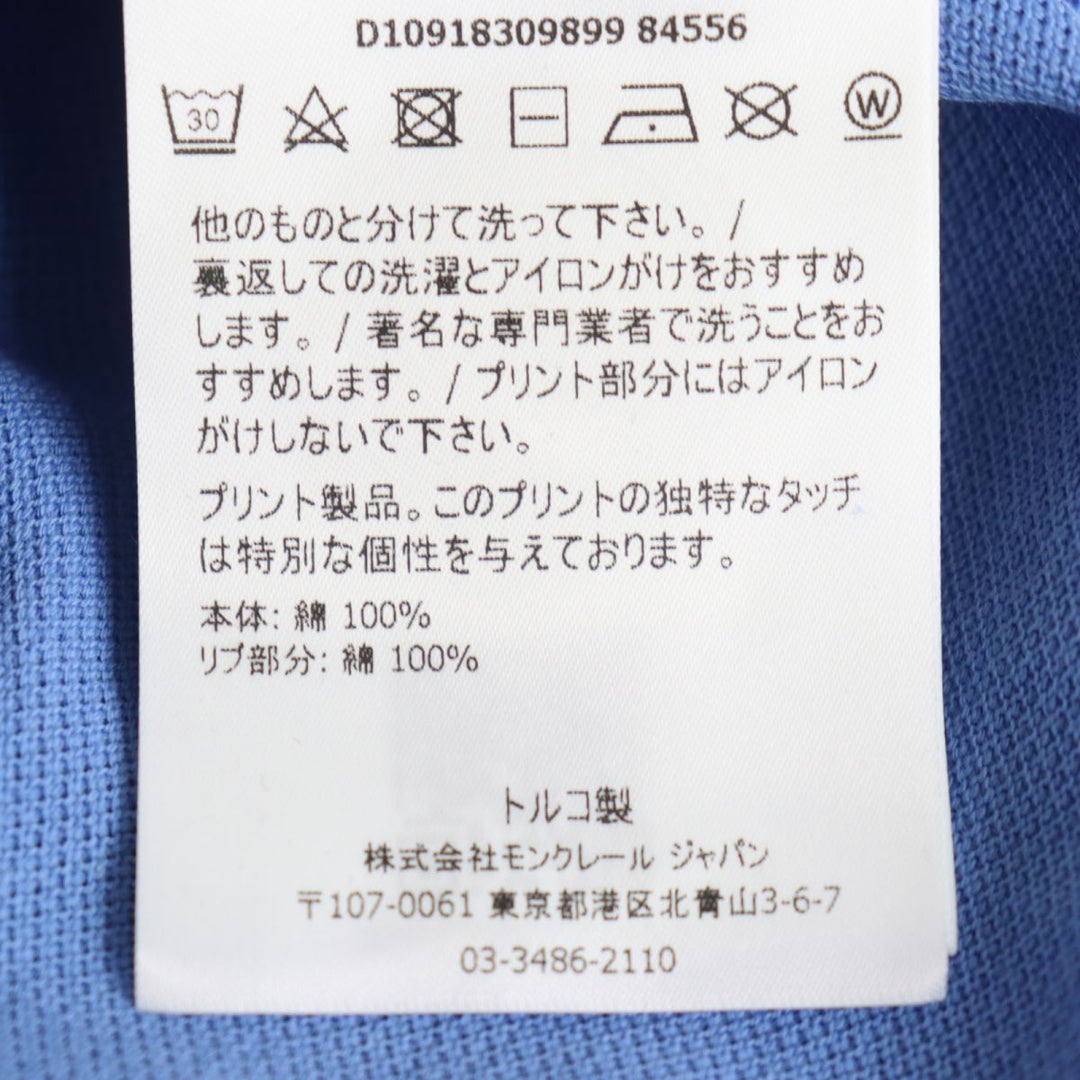 D10918309899 84556
30
W
他のものと分けて洗って下さい。/
裏返しての洗濯とアイロンがけをおすすめ
します。/ 著名な専門業者で洗うことをお
すすめします。/ プリント部分にはアイロン
がけしないで下さい。
プリント製品。このプリントの独特なタッチ
は特別な個性を与えております。
本体: 綿 100%
リブ部分: 綿 100%
トルコ製
株式会社モンクレール ジャパン
〒107-0061 東京都港区北青山3-6-7
03-3486-2110